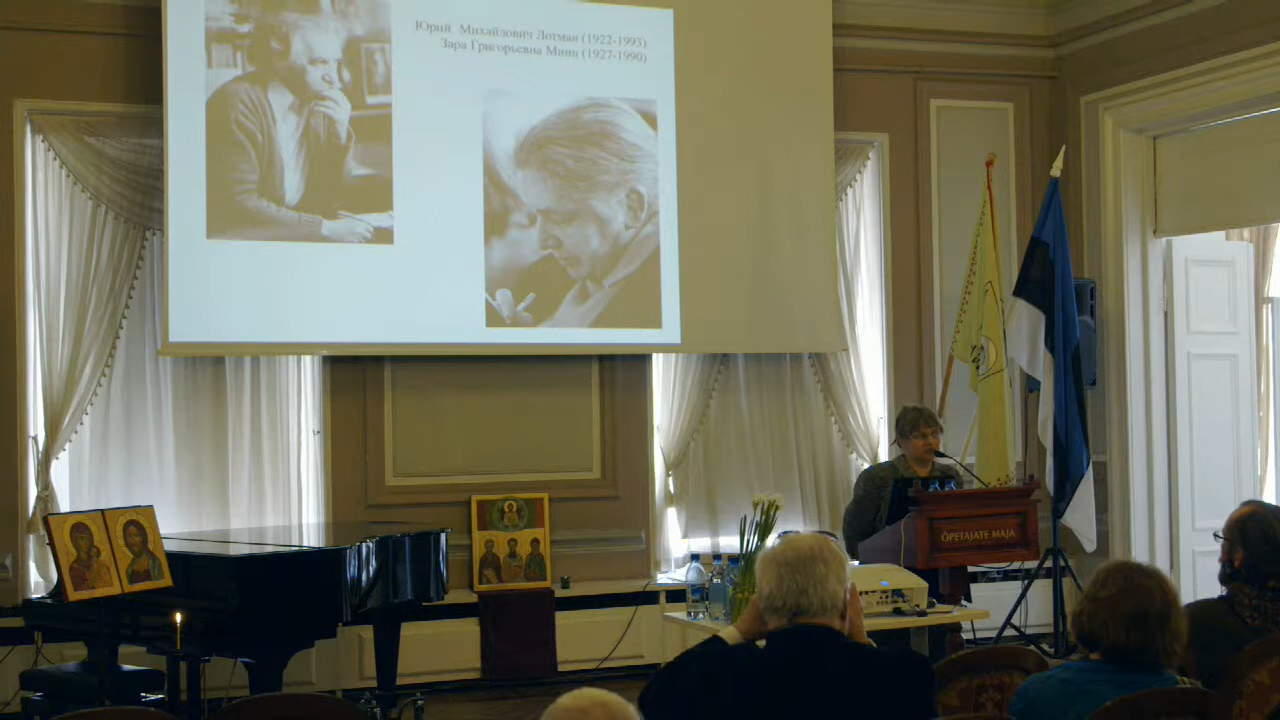 Юрий Михайлович Лотман (1922-1993)
Зара Григорьевна Минц (1927-1990)
ÕPETAJATE MAJA